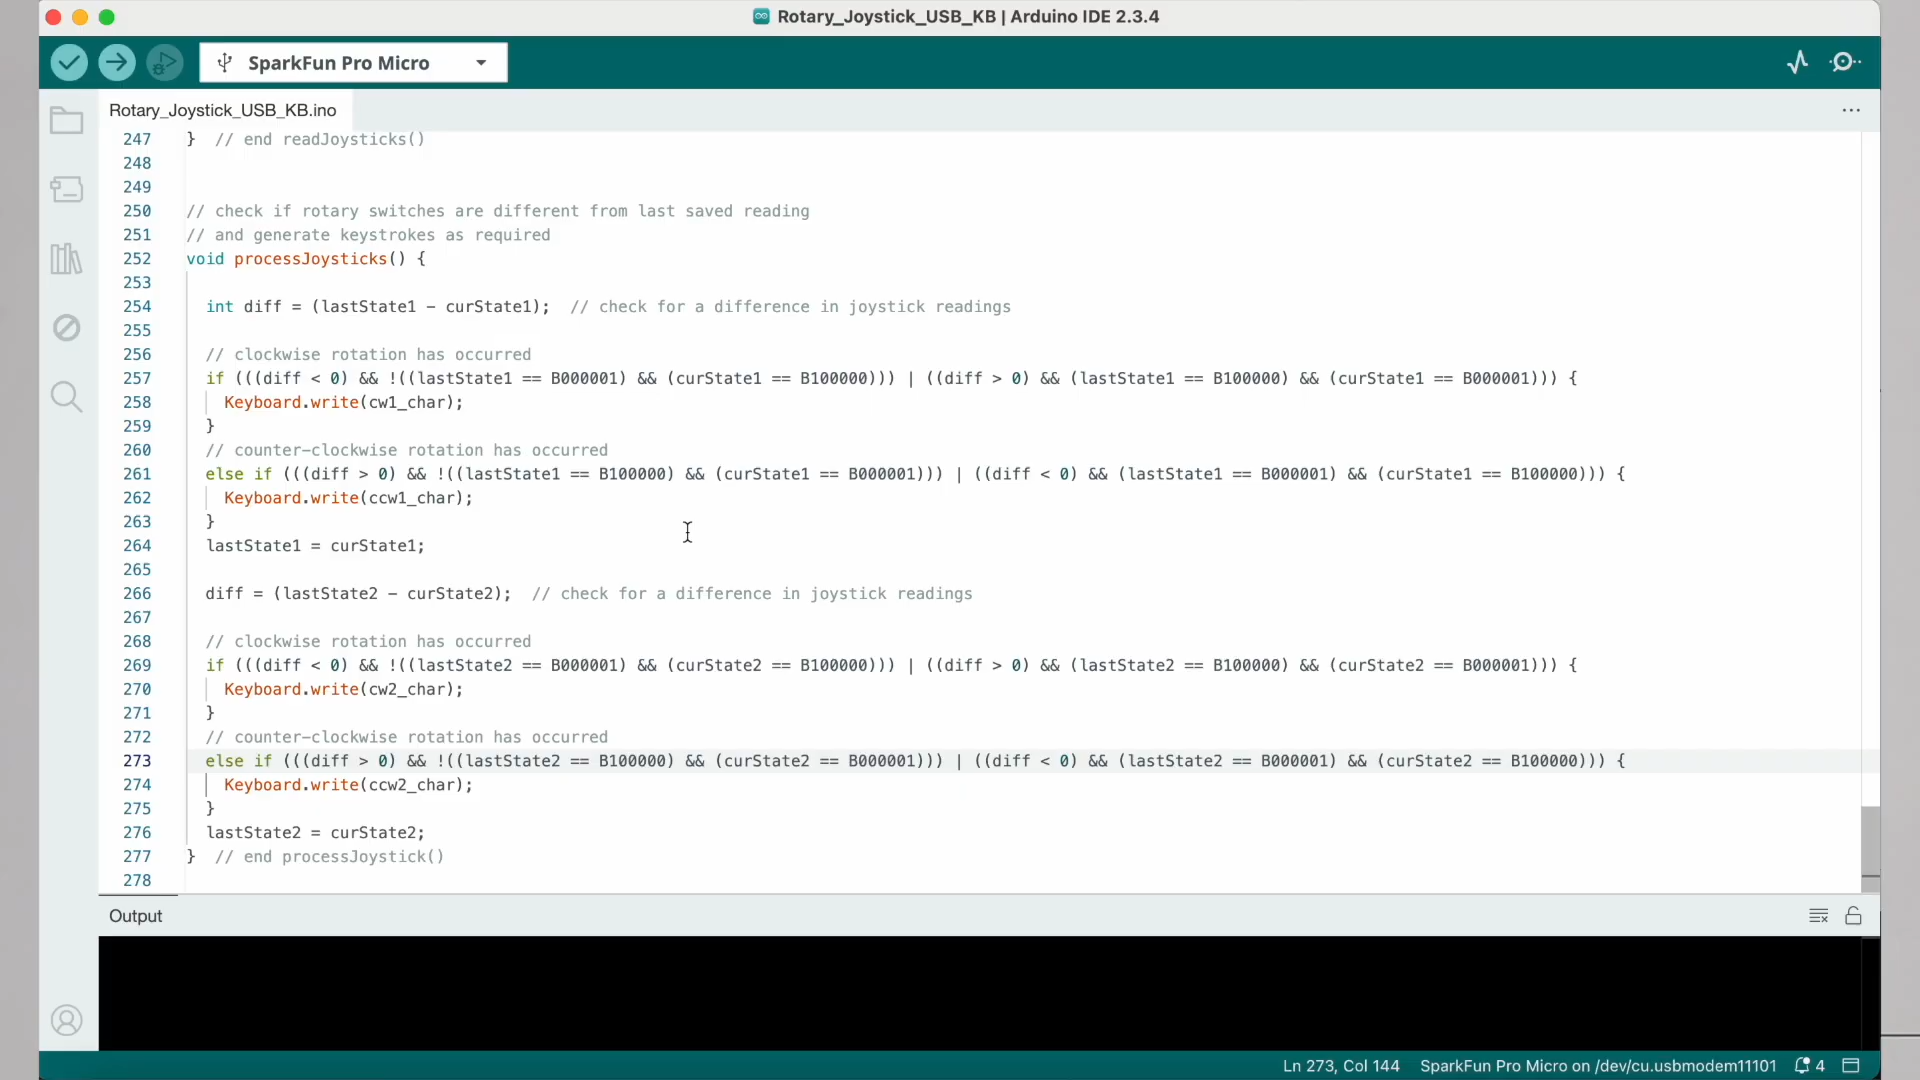 Rotary_Joystick_USB_KB | Arduino IDE 2.3.4
SparkFun Pro Micro
Rotary_Joystick_USB_KB.ino
247 } // end readJoysticks()
248
249
250 // check if rotary switches are different from last saved reading
251 // and generate keystrokes as required
252 void processJoysticks() {
253
254 int diff = (lastState1 - curState1); // check for a difference in joystick readings
255
256 // clockwise rotation has occurred
257 if (((diff < 0) && !((lastState1 == B000001) && (curState1 == B100000))) | ((diff > 0) && (lastState1 == B100000) && (curState1 == B000001))) {
258 Keyboard.write(cw1_char);
259 }
260 // counter-clockwise rotation has occurred
261 else if (((diff > 0) && !((lastState1 == B100000) && (curState1 == B000001))) | ((diff < 0) && (lastState1 == B000001) && (curState1 == B100000))) {
262 Keyboard.write(ccw1_char);
263 }
264 lastState1 = curState1;
265
266 diff = (lastState2 - curState2); // check for a difference in joystick readings
267
268 // clockwise rotation has occurred
269 if (((diff < 0) && !((lastState2 == B000001) && (curState2 == B100000))) | ((diff > 0) && (lastState2 == B100000) && (curState2 == B000001))) {
270 Keyboard.write(cw2_char);
271 }
272 // counter-clockwise rotation has occurred
273 else if (((diff > 0) && !((lastState2 == B100000) && (curState2 == B000001))) | ((diff < 0) && (lastState2 == B000001) && (curState2 == B100000))) {
274 Keyboard.write(ccw2_char);
275 }
276 lastState2 = curState2;
277 } // end processJoystick()
278
Output
Ln 273, Col 144 SparkFun Pro Micro on /dev/cu.usbmodem11101 4